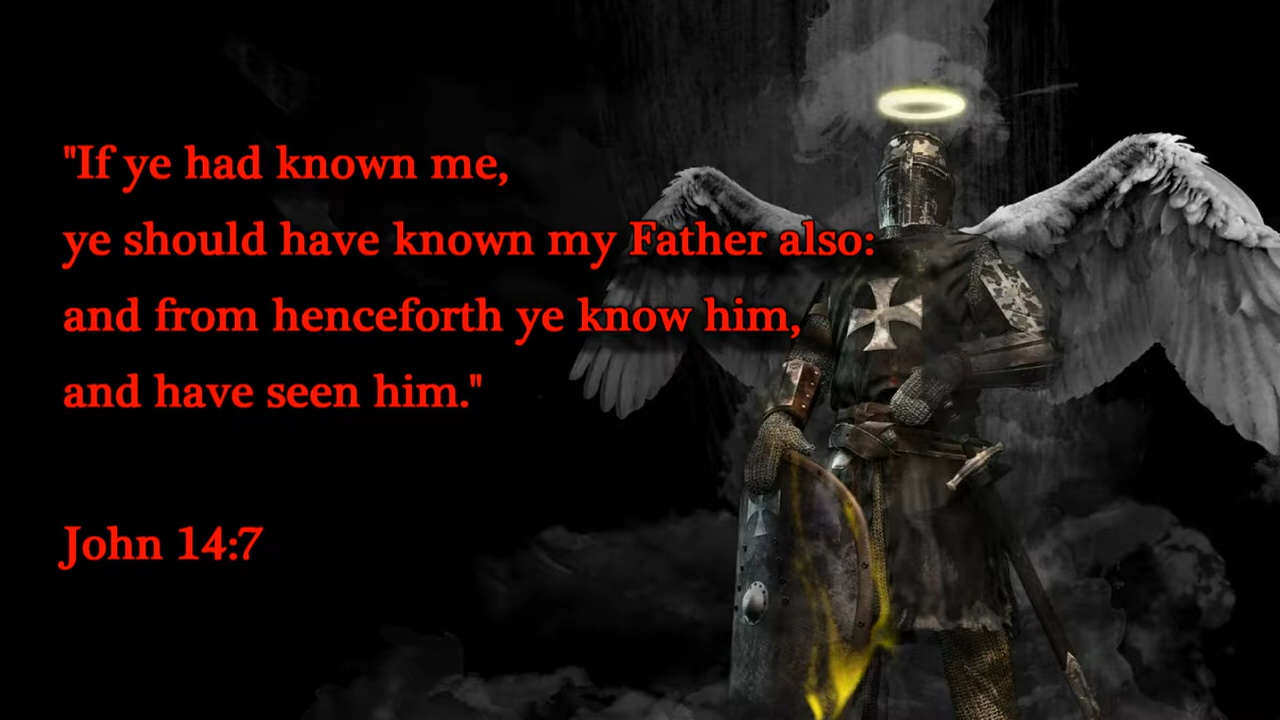 "If ye had known me,
ye should have known my Father also:
and from henceforth ye know him,
and have seen him."
John 14:7